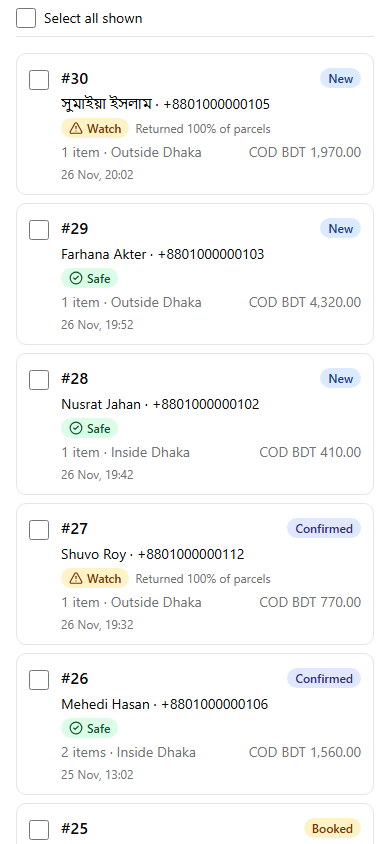 Select all shown
#30 New
সুমাইয়া ইসলাম · +8801000000105
Watch Returned 100% of parcels
1 item · Outside Dhaka COD BDT 1,970.00
26 Nov, 20:02
#29 New
Farhana Akter · +8801000000103
Safe
1 item · Outside Dhaka COD BDT 4,320.00
26 Nov, 19:52
#28 New
Nusrat Jahan · +8801000000102
Safe
1 item · Inside Dhaka COD BDT 410.00
26 Nov, 19:42
#27 Confirmed
Shuvo Roy · +8801000000112
Watch Returned 100% of parcels
1 item · Outside Dhaka COD BDT 770.00
26 Nov, 19:32
#26 Confirmed
Mehedi Hasan · +8801000000106
Safe
2 items · Inside Dhaka COD BDT 1,560.00
25 Nov, 13:02
#25 Booked